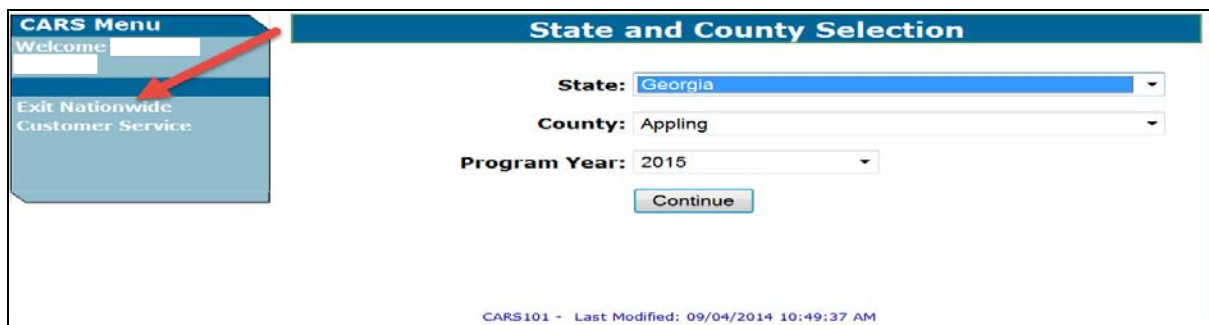 CARS Menu
Welcome
Exit Nationwide
Customer Service
State and County Selection
State: Georgia
County: Appling
Program Year: 2015
Continue
CARS101 - Last Modified: 09/04/2014 10:49:37 AM